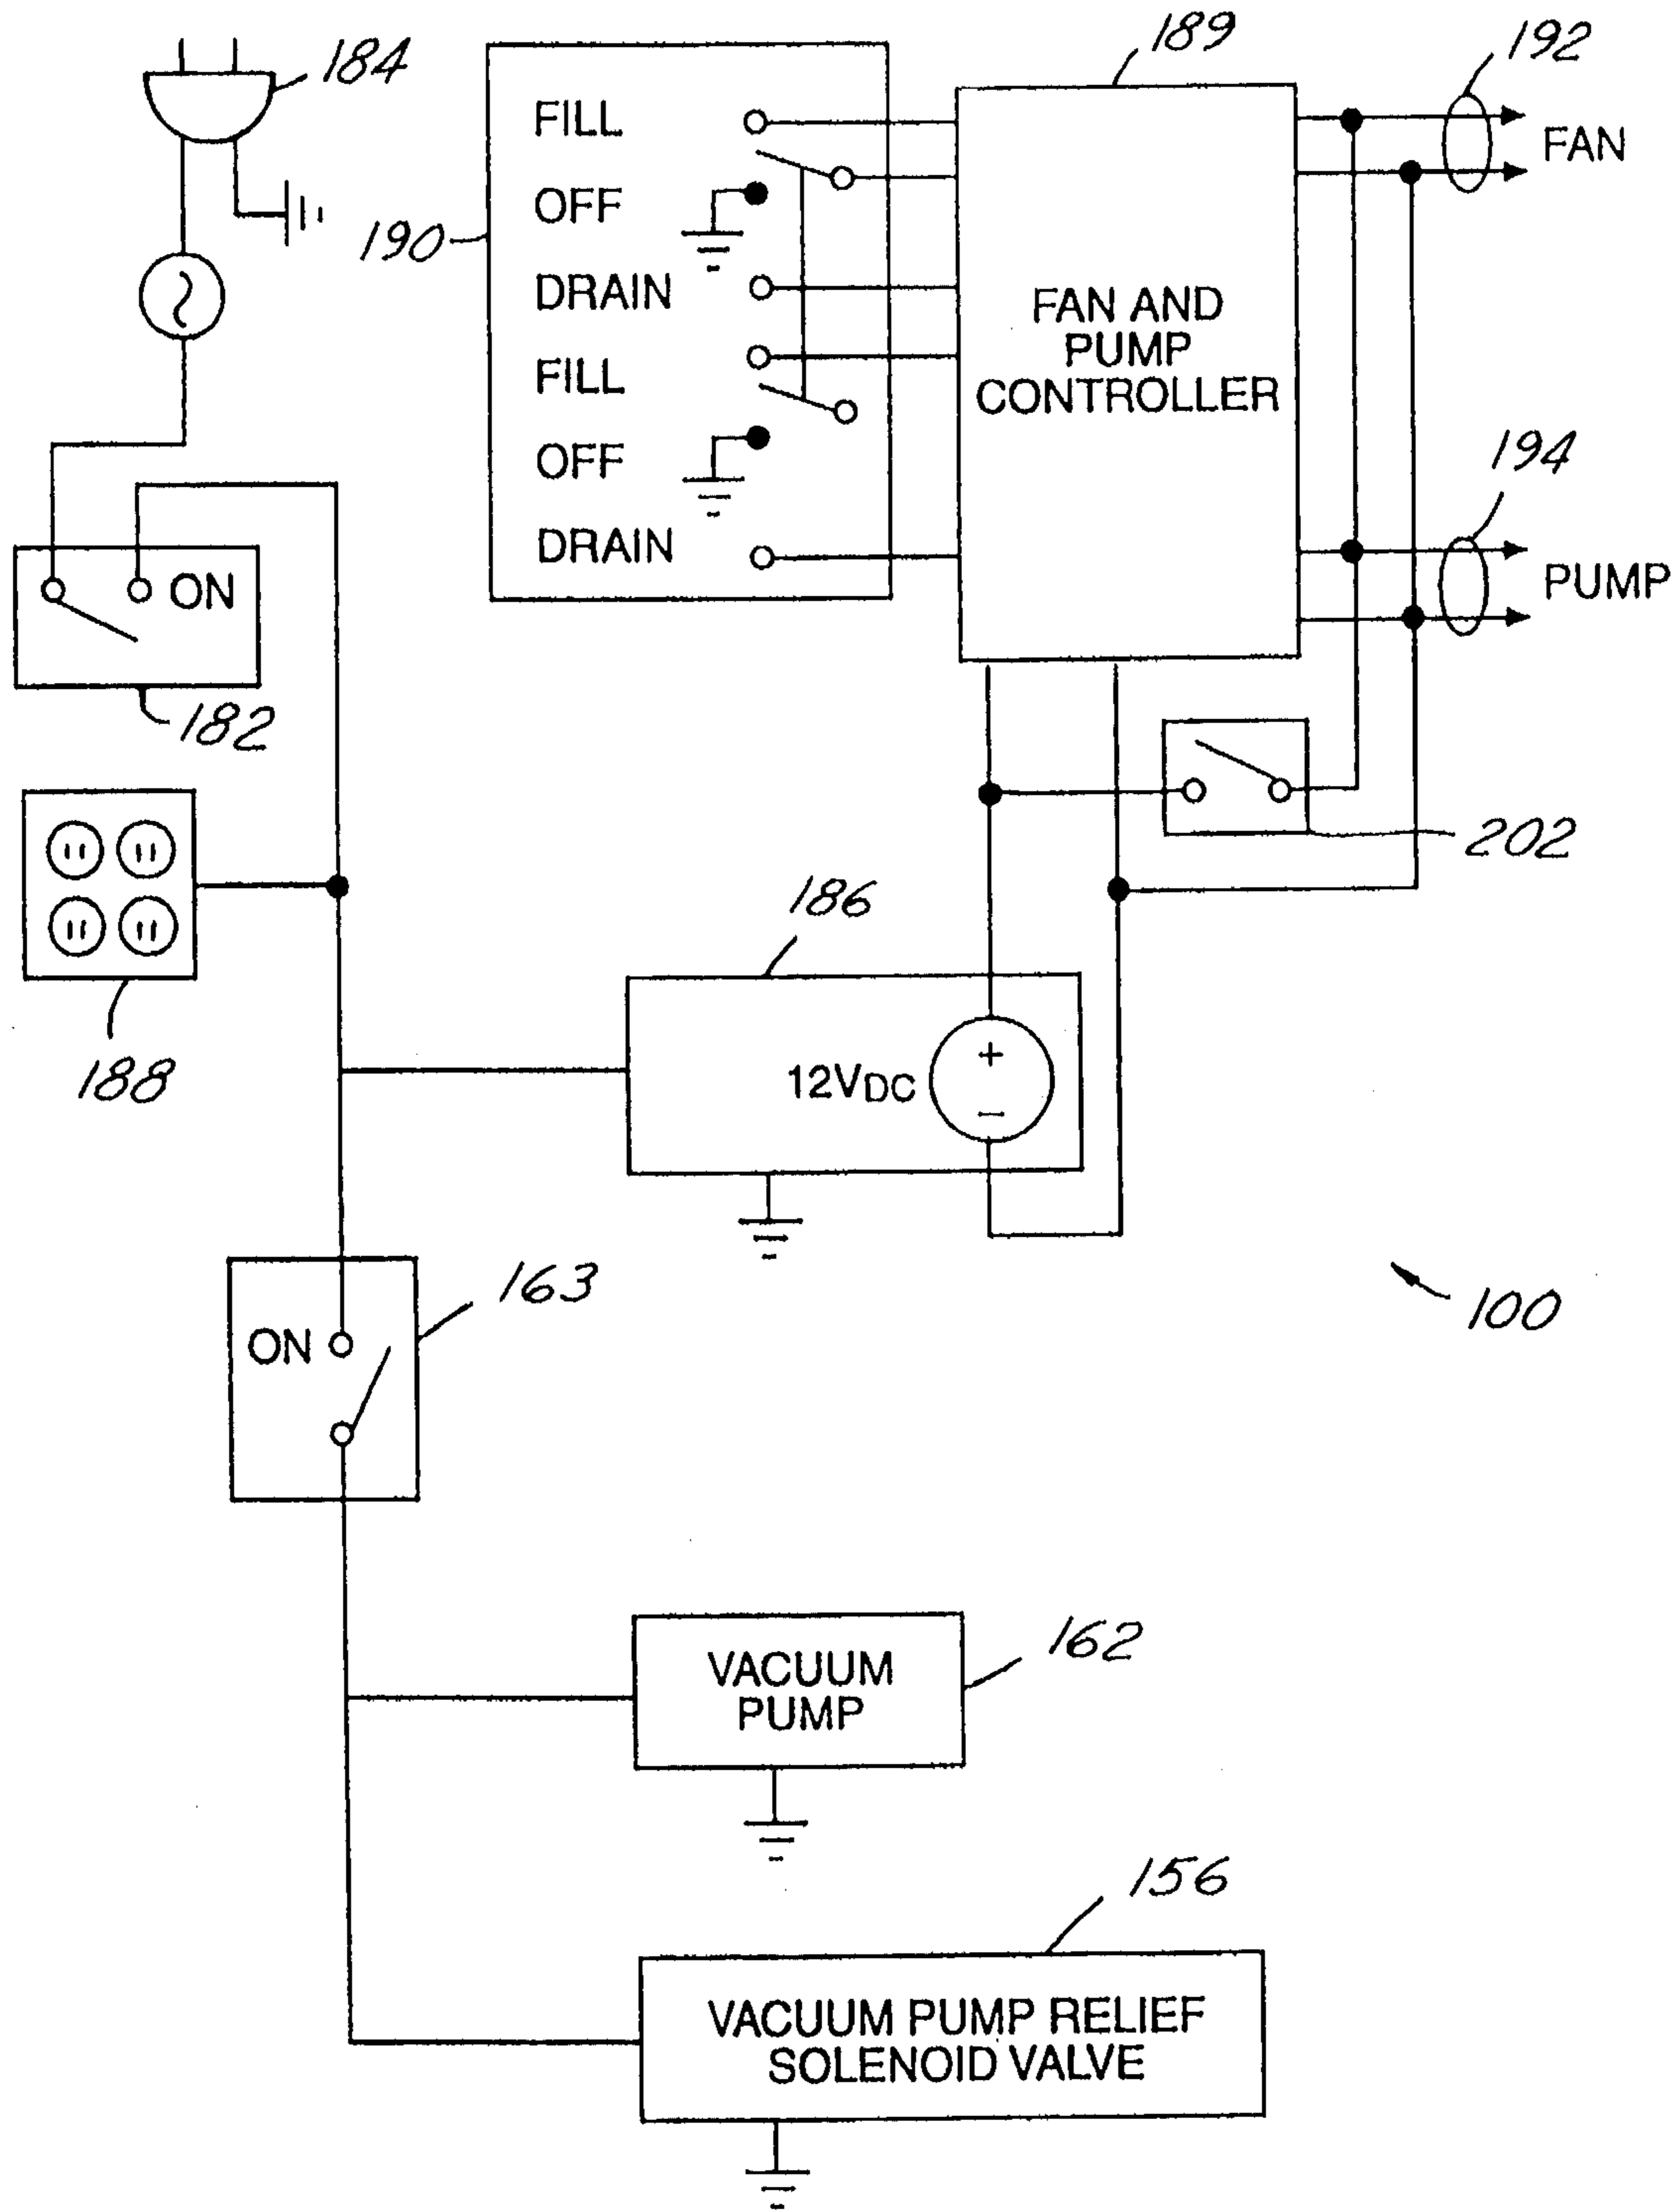 184
189
192
FILL
FAN
OFF
190
DRAIN
FAN AND
PUMP
CONTROLLER
FILL
OFF
194
DRAIN
PUMP
ON
182
202
186
188
+
12VDC
−
163
ON
100
162
VACUUM
PUMP
156
VACUUM PUMP RELIEF
SOLENOID VALVE